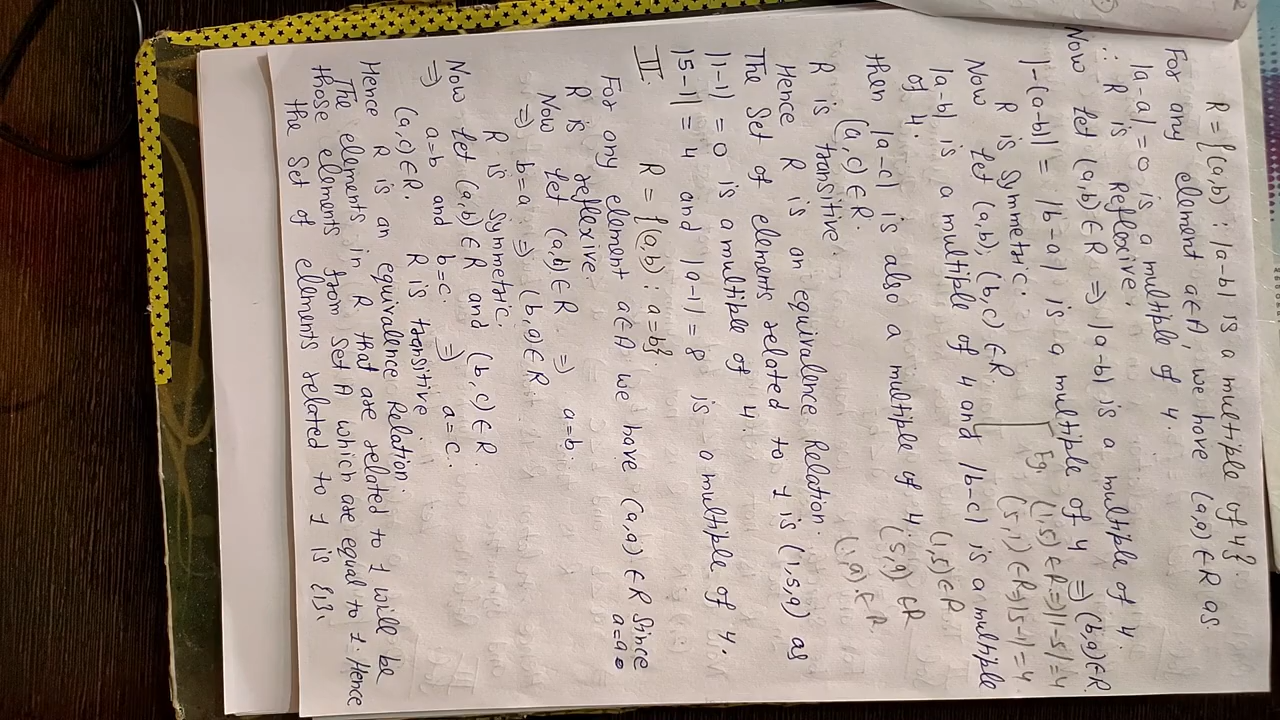 R = {(a,b) : |a-b| is a multiple of 4}.
For any element a∈A, we have (a,a) ∈ R as
|a-a| = 0 is a multiple of 4.
∴ R is Reflexive.
Now let (a,b) ∈ R ⇒ |a-b| is a multiple of 4.
|-(a-b)| = |b-a| is a multiple of 4 ⇒ (b,a) ∈ R.
R is Symmetric.
Eg. (1,5) ∈ R ⇒ |1-5| = 4
(5,1) ∈ R ⇒ |5-1| = 4
Now let (a,b), (b,c) ∈ R.
|a-b| is a multiple of 4 and |b-c| is a multiple
of 4.
(1,5) ∈ R
then |a-c| is also a multiple of 4. (5,9) ∈ R
(a,c) ∈ R. (1,9) ∈ R
R is transitive.
Hence R is an equivalence Relation.
The Set of elements related to 1 is (1,5,9) as
|1-1| = 0 is a multiple of 4.
|5-1| = 4 and |9-1| = 8 is a multiple of 4.
II. R = {(a,b) : a=b}.
For any element a∈A we have (a,a) ∈ R Since
a=a.
R is reflexive.
Now let (a,b) ∈ R ⇒ a=b.
⇒ b=a ⇒ (b,a) ∈ R
R is Symmetric.
Now let (a,b) ∈ R and (b,c) ∈ R.
⇒ a=b and b=c. ⇒ a=c.
(a,c) ∈ R. R is transitive
Hence R is an equivalence Relation.
The elements in R that are related to 1 will be
those elements from Set A which are equal to 1. Hence
the Set of elements related to 1 is {1}.